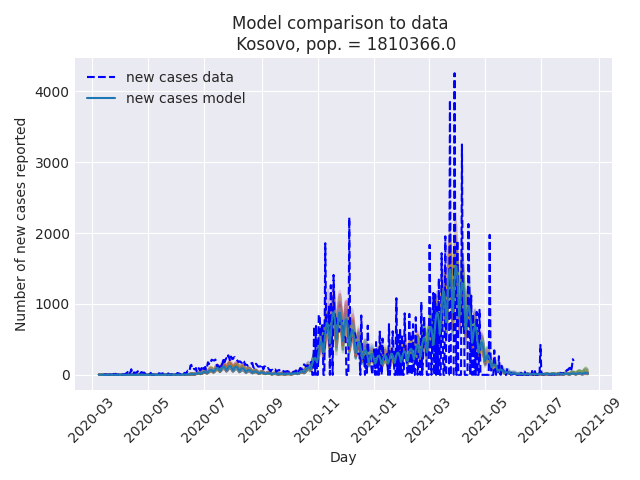 Model comparison to data
Kosovo, pop. = 1810366.0
new cases data
new cases model
Number of new cases reported
4000
3000
2000
1000
0
2020-03
2020-05
2020-07
2020-09
2020-11
2021-01
2021-03
2021-05
2021-07
2021-09
Day